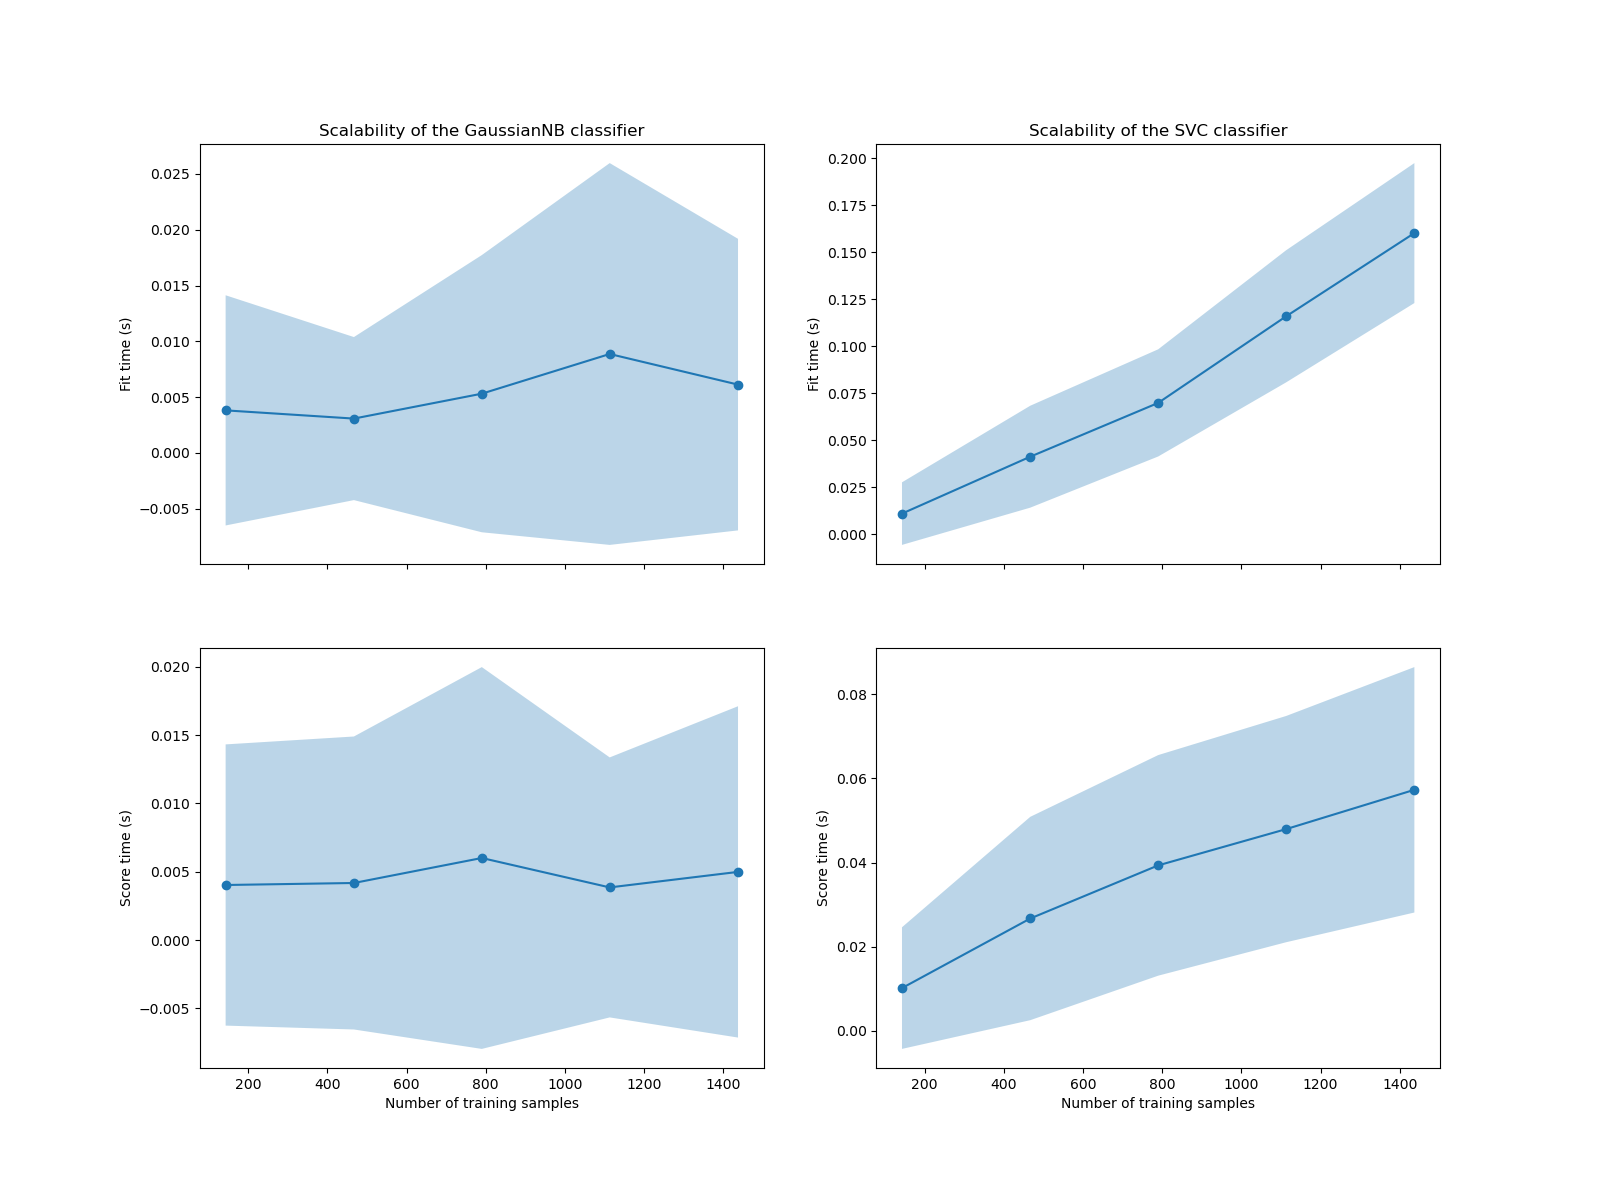 Scalability of the GaussianNB classifier
0.025
0.020
0.015
0.010
0.005
0.000
−0.005
Fit time (s)
Scalability of the SVC classifier
0.200
0.175
0.150
0.125
0.100
0.075
0.050
0.025
0.000
Fit time (s)
0.020
0.015
0.010
0.005
0.000
−0.005
Score time (s)
200 400 600 800 1000 1200 1400
Number of training samples
0.08
0.06
0.04
0.02
0.00
Score time (s)
200 400 600 800 1000 1200 1400
Number of training samples